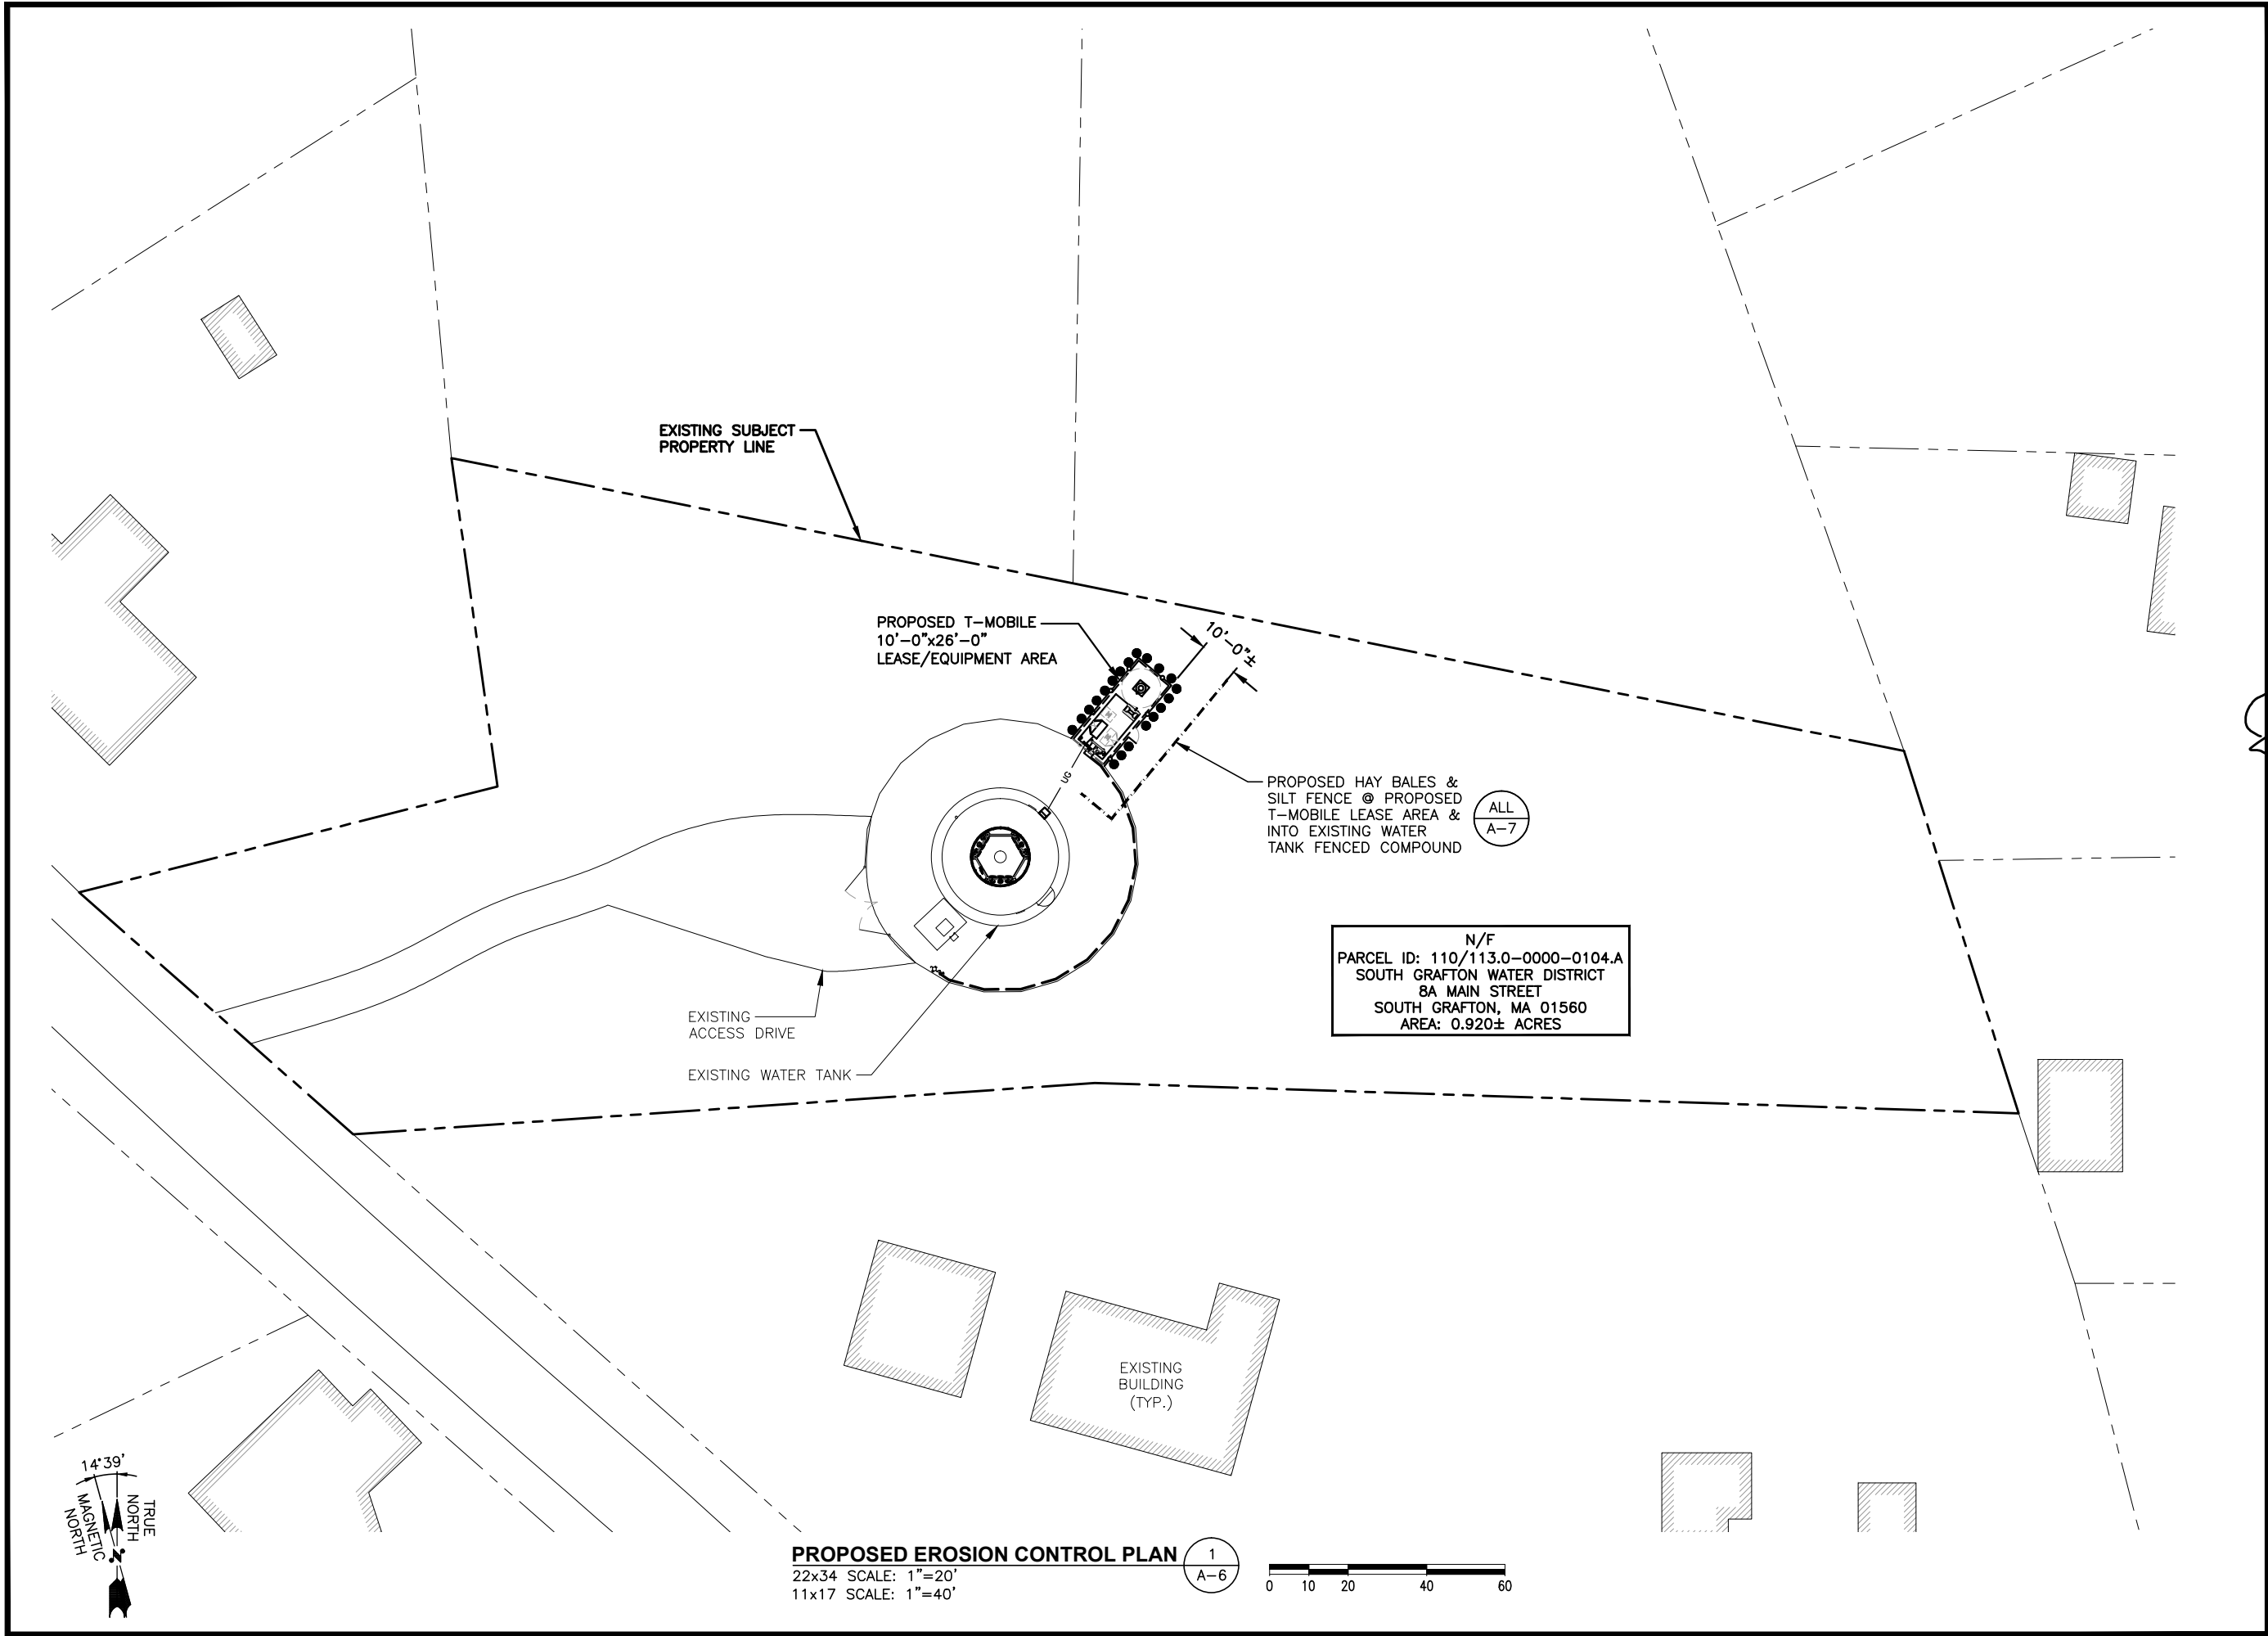 EXISTING SUBJECT
PROPERTY LINE
PROPOSED T-MOBILE
10'-0"x26'-0"
LEASE/EQUIPMENT AREA
10'-0"±
UG
PROPOSED HAY BALES &
SILT FENCE @ PROPOSED
T-MOBILE LEASE AREA &
INTO EXISTING WATER
TANK FENCED COMPOUND
ALL
A-7
N/F
PARCEL ID: 110/113.0-0000-0104.A
SOUTH GRAFTON WATER DISTRICT
8A MAIN STREET
SOUTH GRAFTON, MA 01560
AREA: 0.920± ACRES
EXISTING
ACCESS DRIVE
EXISTING WATER TANK
EXISTING
BUILDING
(TYP.)
14°39'
TRUE
NORTH
MAGNETIC
NORTH
N
PROPOSED EROSION CONTROL PLAN
1
A-6
22x34 SCALE: 1"=20'
11x17 SCALE: 1"=40'
0 10 20 40 60